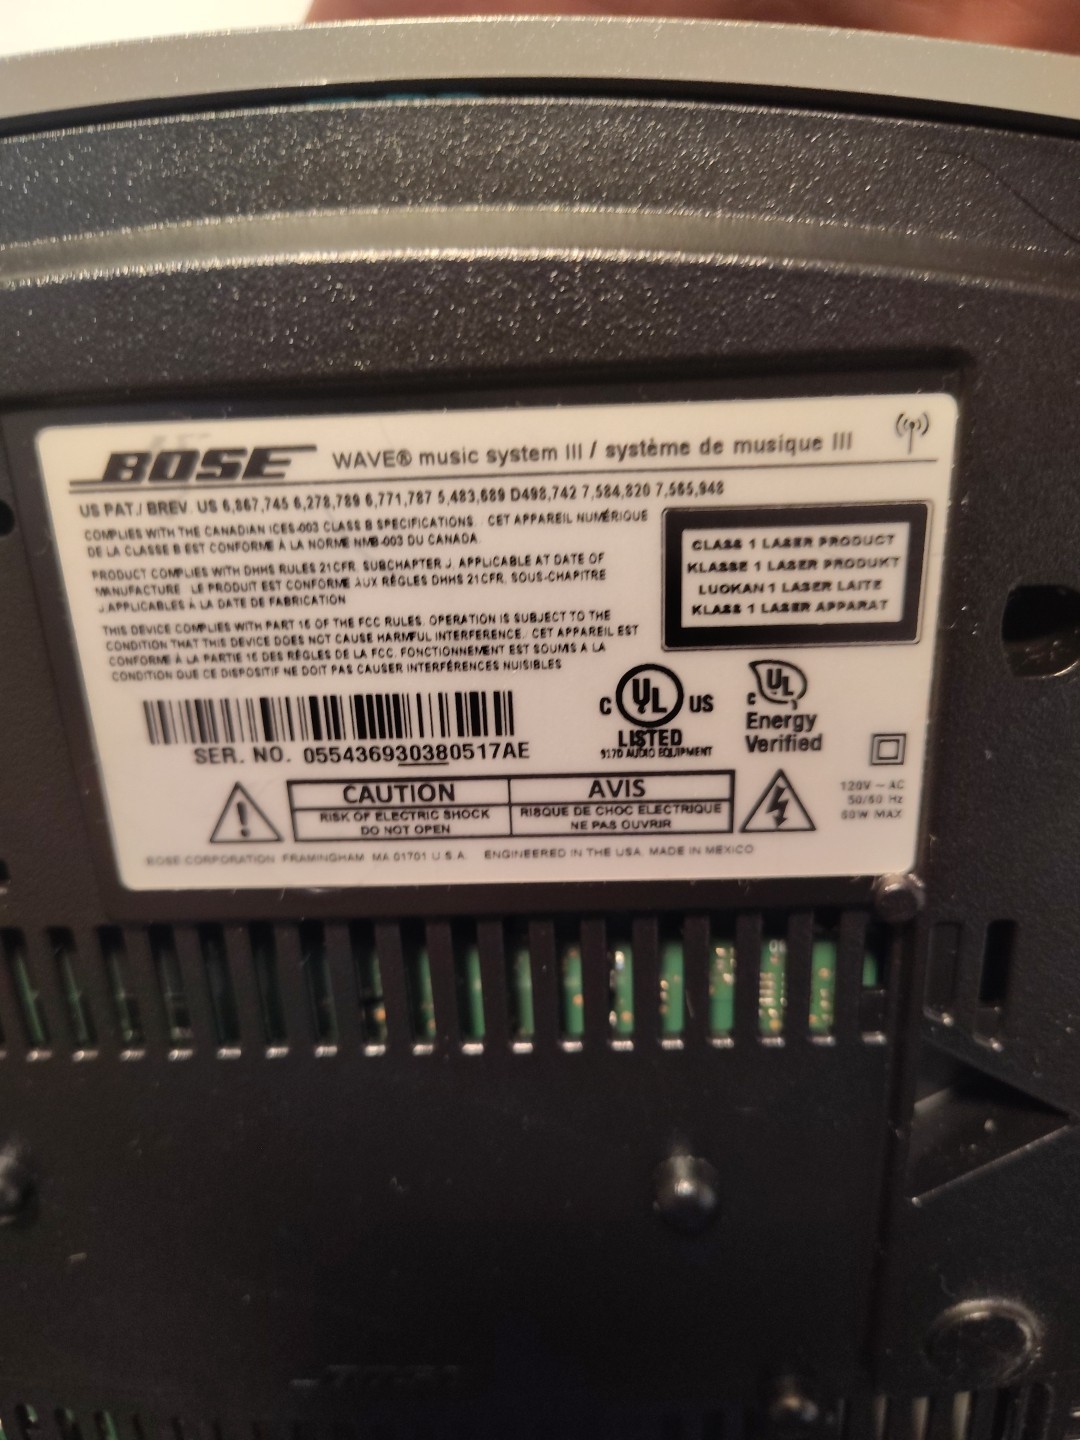 BOSE WAVE® music system III / système de musique III
US PAT./ BREV. US 6,867,745 6,278,789 6,771,787 5,483,689 D498,742 7,584,820 7,565,948
COMPLIES WITH THE CANADIAN ICES-003 CLASS B SPECIFICATIONS. CET APPAREIL NUMÉRIQUE
DE LA CLASSE B EST CONFORME À LA NORME NMB-003 DU CANADA.
PRODUCT COMPLIES WITH DHHS RULES 21CFR, SUBCHAPTER J, APPLICABLE AT DATE OF
MANUFACTURE. LE PRODUIT EST CONFORME AUX RÈGLES DHHS 21CFR, SOUS-CHAPITRE
J, APPLICABLES À LA DATE DE FABRICATION
THIS DEVICE COMPLIES WITH PART 15 OF THE FCC RULES. OPERATION IS SUBJECT TO THE
CONDITION THAT THIS DEVICE DOES NOT CAUSE HARMFUL INTERFERENCE. CET APPAREIL EST
CONFORME À LA PARTIE 15 DES RÈGLES DE LA FCC. FONCTIONNEMENT EST SOUMIS A LA
CONDITION QUE CE DISPOSITIF NE DOIT PAS CAUSER INTERFÉRENCES NUISIBLES
CLASS 1 LASER PRODUCT
KLASSE 1 LASER PRODUKT
LUOKAN 1 LASER LAITE
KLASS 1 LASER APPARAT
SER. NO. 055436930380517AE
C UL US
LISTED
917D AUDIO EQUIPMENT
c UL
Energy
Verified
120V ~ AC
50/60 Hz
60W MAX
CAUTION
RISK OF ELECTRIC SHOCK
DO NOT OPEN
AVIS
RISQUE DE CHOC ELECTRIQUE
NE PAS OUVRIR
BOSE CORPORATION FRAMINGHAM MA 01701 U.S.A. ENGINEERED IN THE USA. MADE IN MEXICO